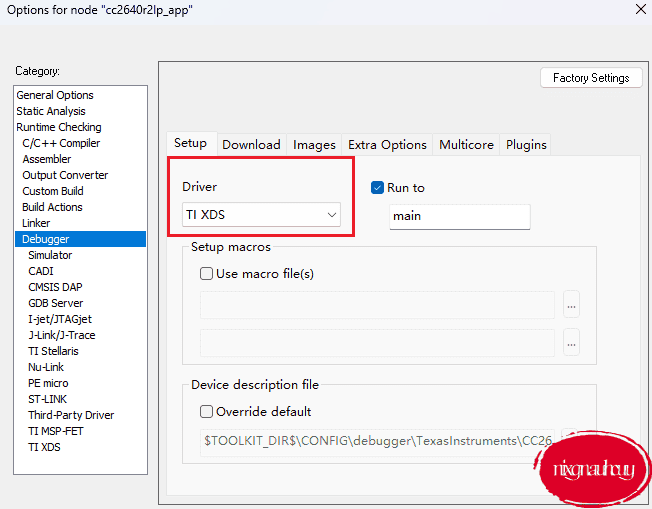 Options for node "cc2640r2lp_app"
Category:
Factory Settings
General Options
Static Analysis
Runtime Checking
C/C++ Compiler
Assembler
Output Converter
Custom Build
Build Actions
Linker
Debugger
Simulator
CADI
CMSIS DAP
GDB Server
I-jet/JTAGjet
J-Link/J-Trace
TI Stellaris
Nu-Link
PE micro
ST-LINK
Third-Party Driver
TI MSP-FET
TI XDS
Setup Download Images Extra Options Multicore Plugins
Driver
TI XDS
Run to
main
Setup macros
Use macro file(s)
...
...
Device description file
Override default
$TOOLKIT_DIR$\CONFIG\debugger\TexasInstruments\CC26